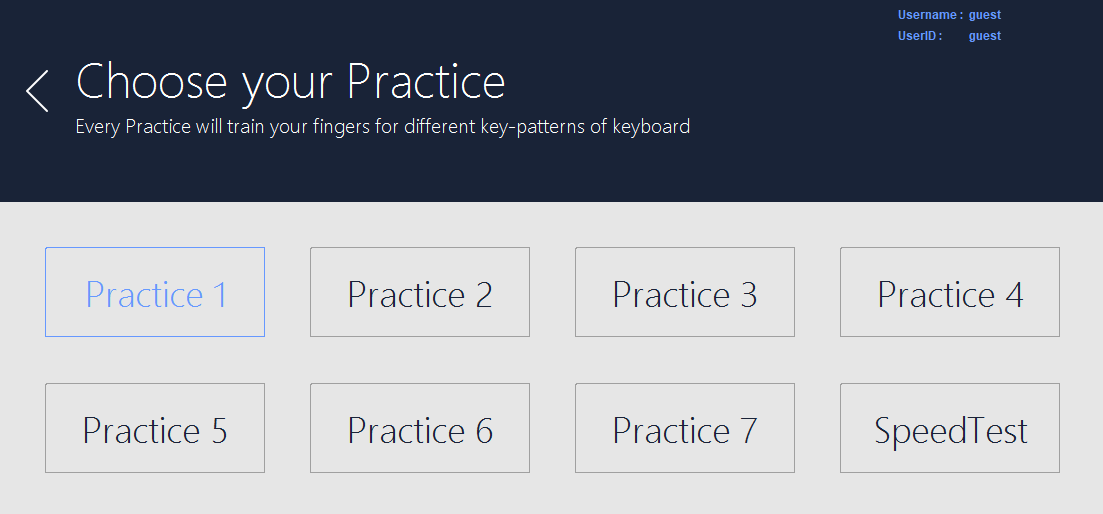 Username : guest
UserID : guest
Choose your Practice
Every Practice will train your fingers for different key-patterns of keyboard
Practice 1
Practice 2
Practice 3
Practice 4
Practice 5
Practice 6
Practice 7
SpeedTest